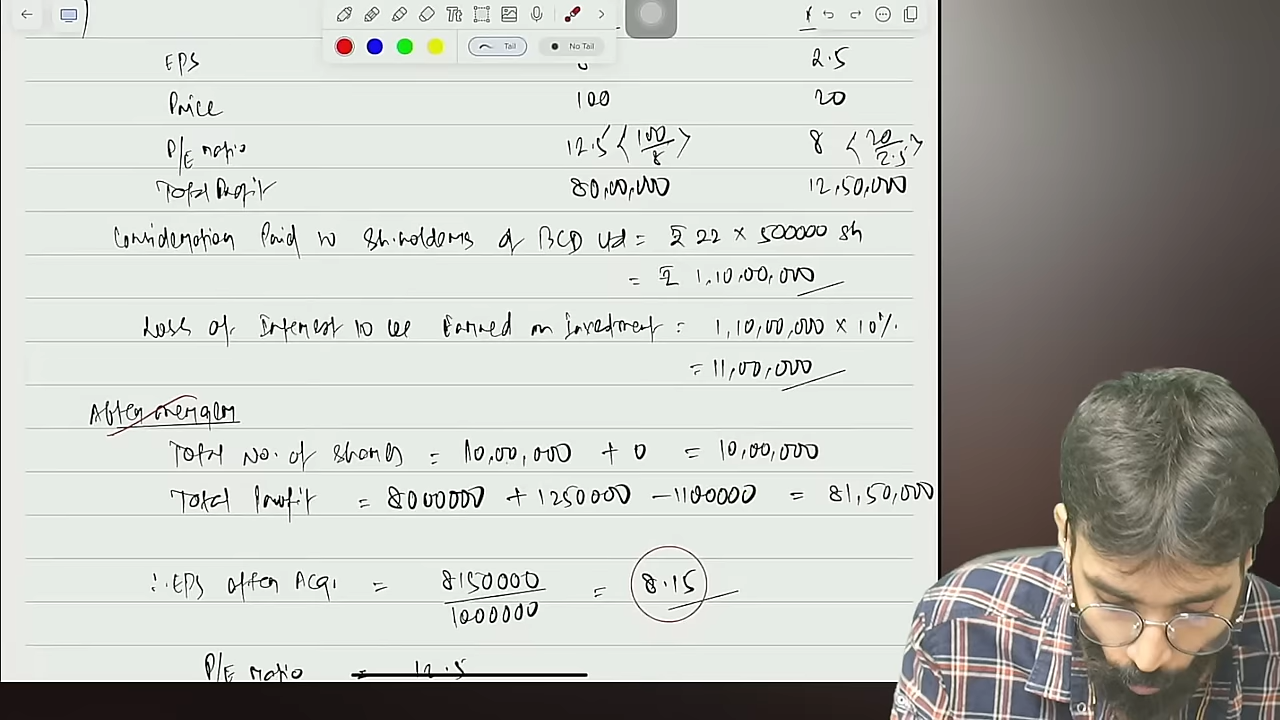 Tt
Tail No Tail
EPS 2.5
Price 100 20
P/E ratio 12.5 <100/8> 8 <20/2.5>
Total Profit 80,00,000 12,50,000
Consideration Paid to Sh.holders of BCD Ltd = ₹ 22 × 500000 sh
= ₹ 1,10,00,000
Loss of Interest to be Earned on Investment = 1,10,00,000 × 10%
= 11,00,000
After merger
Total No. of Shares = 10,00,000 + 0 = 10,00,000
Total Profit = 8000000 + 1250000 - 1100000 = 81,50,000
∴ EPS after Acq. = 8150000/1000000 = 8.15
P/E ratio = 12.5